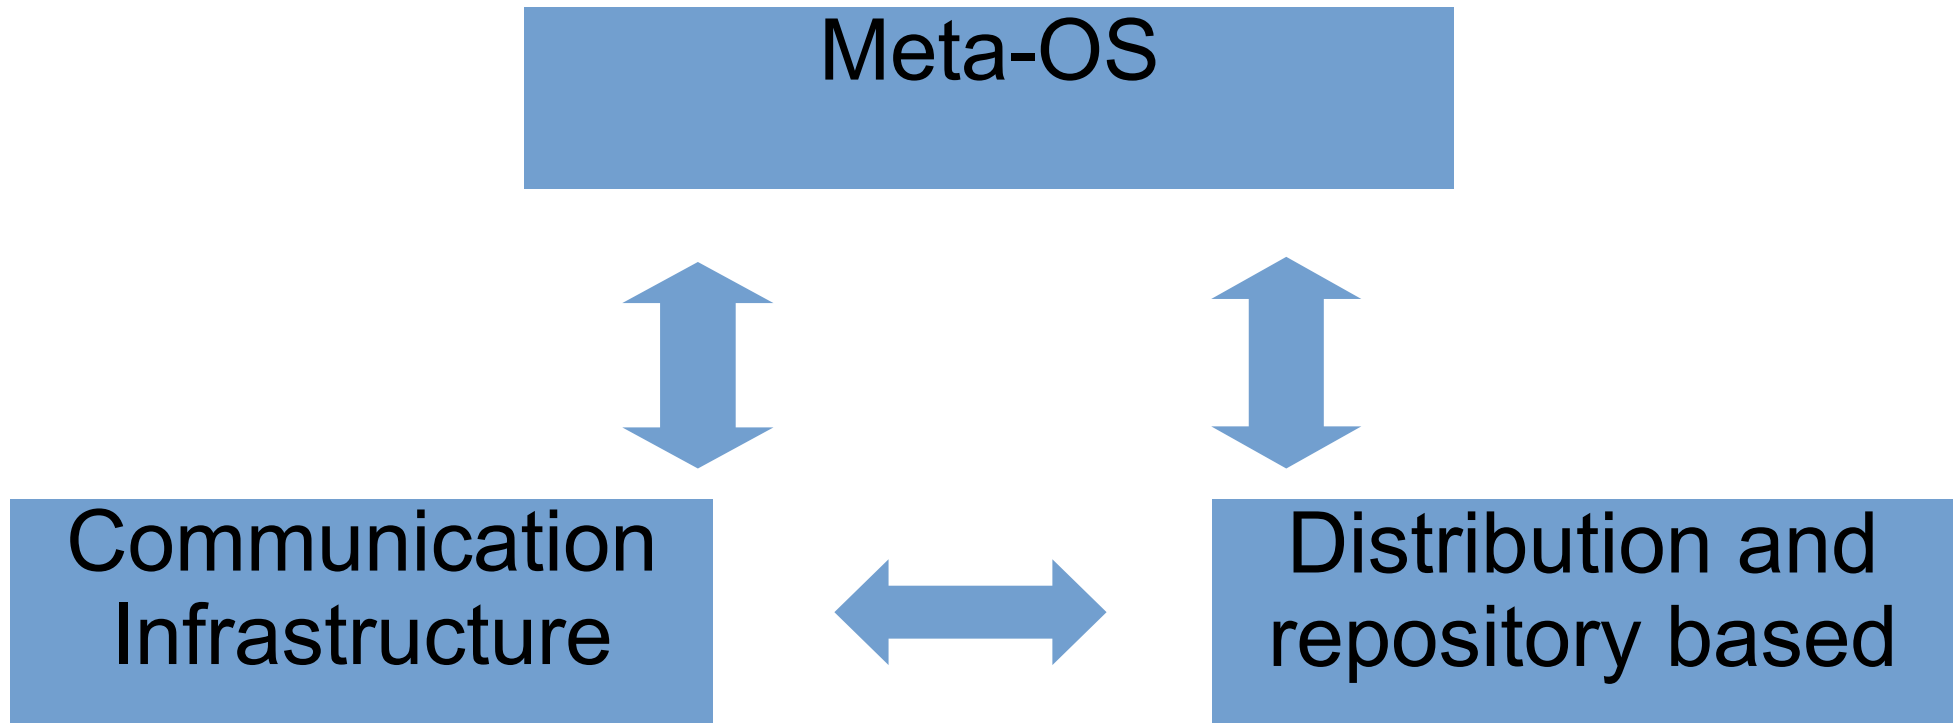 Meta-OS
Communication
Infrastructure
Distribution and
repository based